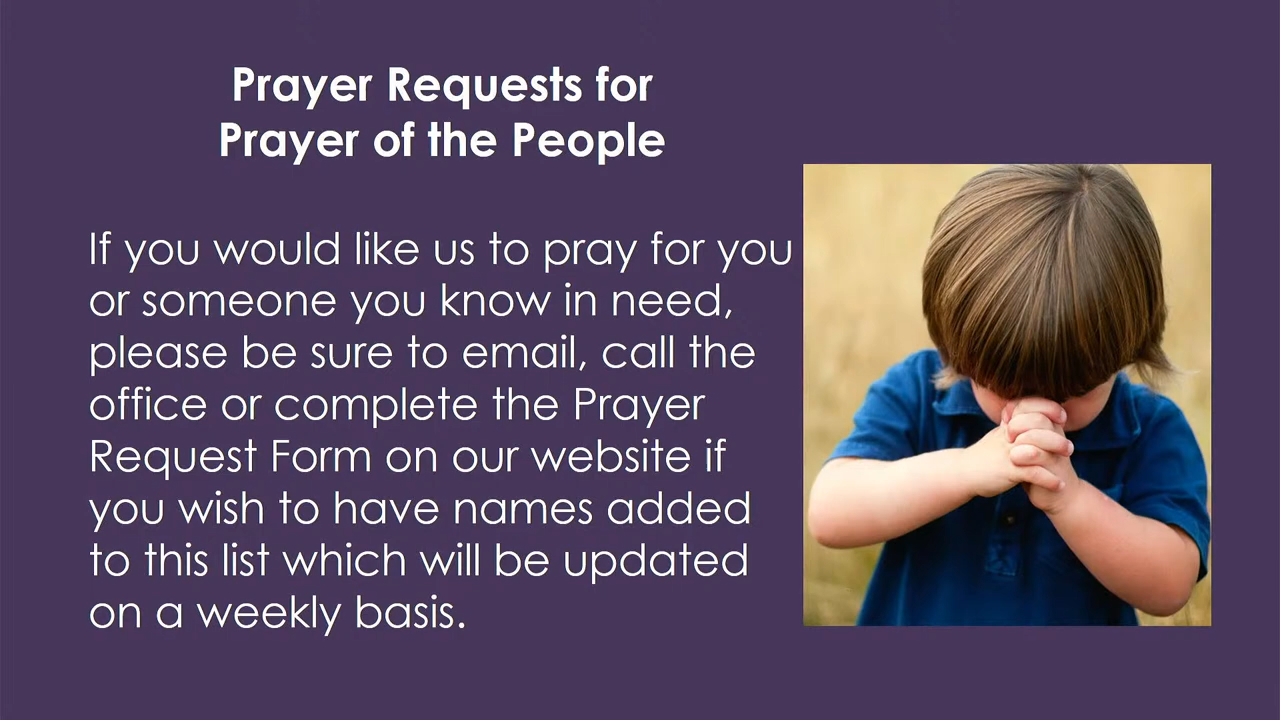 Prayer Requests for
Prayer of the People
If you would like us to pray for you
or someone you know in need,
please be sure to email, call the
office or complete the Prayer
Request Form on our website if
you wish to have names added
to this list which will be updated
on a weekly basis.